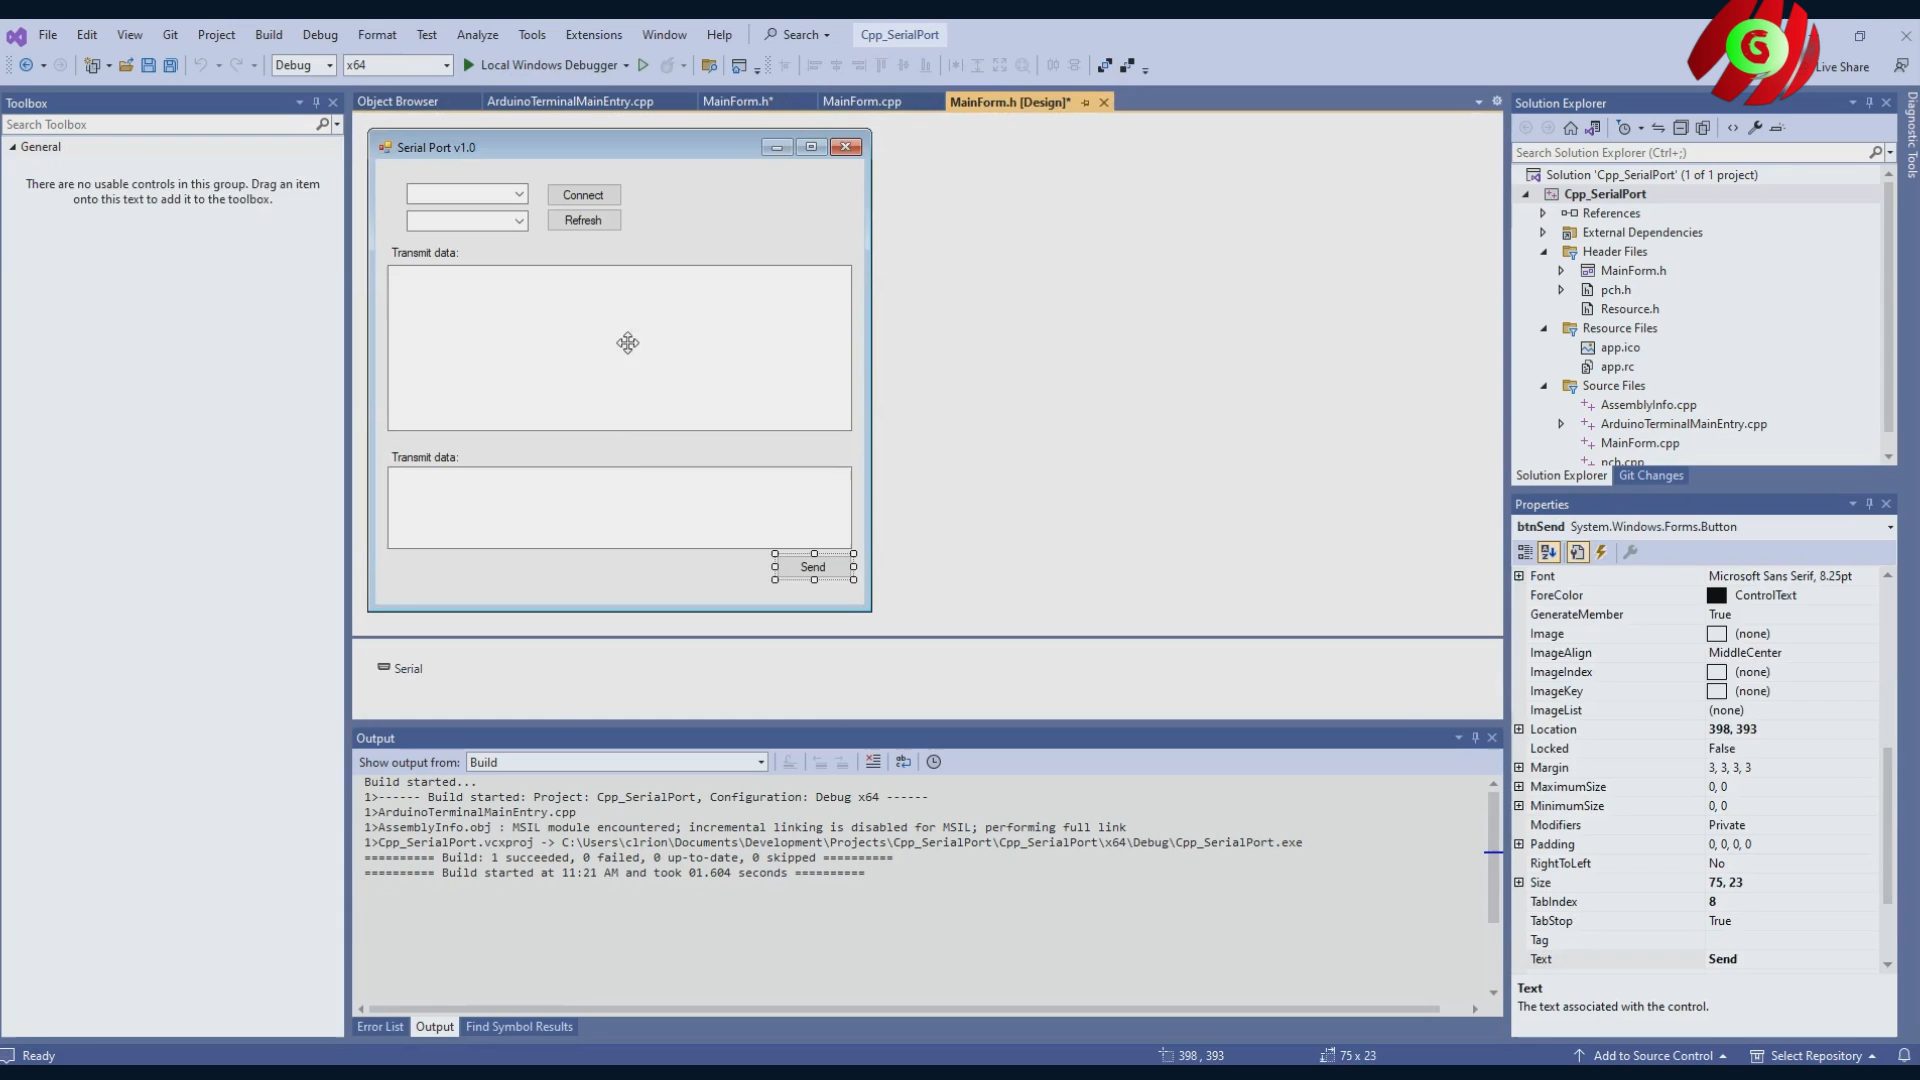 File Edit View Git Project Build Debug Format Test Analyze Tools Extensions Window Help Search Cpp_SerialPort
G
Debug x64 Local Windows Debugger Live Share
Toolbox
Search Toolbox
General
There are no usable controls in this group. Drag an item
onto this text to add it to the toolbox.
Object Browser ArduinoTerminalMainEntry.cpp MainForm.h* MainForm.cpp MainForm.h [Design]*
Serial Port v1.0
Connect
Refresh
Transmit data:
Transmit data:
Send
Serial
Output
Show output from: Build
Build started...
1>------ Build started: Project: Cpp_SerialPort, Configuration: Debug x64 ------
1>ArduinoTerminalMainEntry.cpp
1>AssemblyInfo.obj : MSIL module encountered; incremental linking is disabled for MSIL; performing full link
1>Cpp_SerialPort.vcxproj -> C:\Users\clrion\Documents\Development\Projects\Cpp_SerialPort\Cpp_SerialPort\x64\Debug\Cpp_SerialPort.exe
========== Build: 1 succeeded, 0 failed, 0 up-to-date, 0 skipped ==========
========== Build started at 11:21 AM and took 01.604 seconds ==========
Error List Output Find Symbol Results
Solution Explorer
Search Solution Explorer (Ctrl+;)
Solution 'Cpp_SerialPort' (1 of 1 project)
Cpp_SerialPort
References
External Dependencies
Header Files
MainForm.h
pch.h
Resource.h
Resource Files
app.ico
app.rc
Source Files
AssemblyInfo.cpp
ArduinoTerminalMainEntry.cpp
MainForm.cpp
pch.cpp
Solution Explorer Git Changes
Diagnostic Tools
Properties
btnSend System.Windows.Forms.Button
Font Microsoft Sans Serif, 8.25pt
ForeColor ControlText
GenerateMember True
Image (none)
ImageAlign MiddleCenter
ImageIndex (none)
ImageKey (none)
ImageList (none)
Location 398, 393
Locked False
Margin 3, 3, 3, 3
MaximumSize 0, 0
MinimumSize 0, 0
Modifiers Private
Padding 0, 0, 0, 0
RightToLeft No
Size 75, 23
TabIndex 8
TabStop True
Tag
Text Send
Text
The text associated with the control.
Ready 398 , 393 75 x 23 Add to Source Control Select Repository